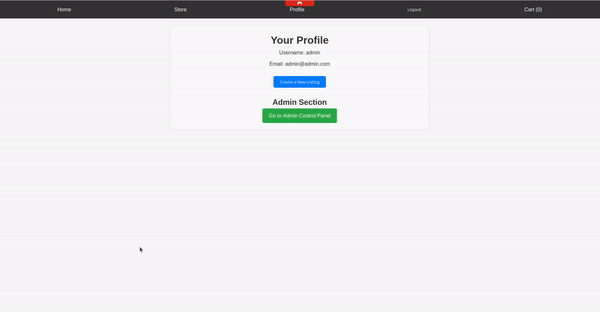 Home Store Profile Logout Cart (0)
Your Profile
Username: admin
Email: admin@admin.com
Create a New Listing
Admin Section
Go to Admin Control Panel